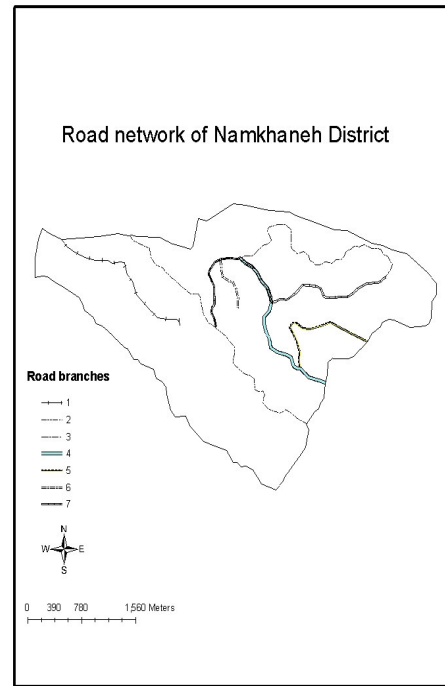 Road network of Namkhaneh District
Road branches
1
2
3
4
5
6
7
N
W E
S
0 390 780 1,560 Meters